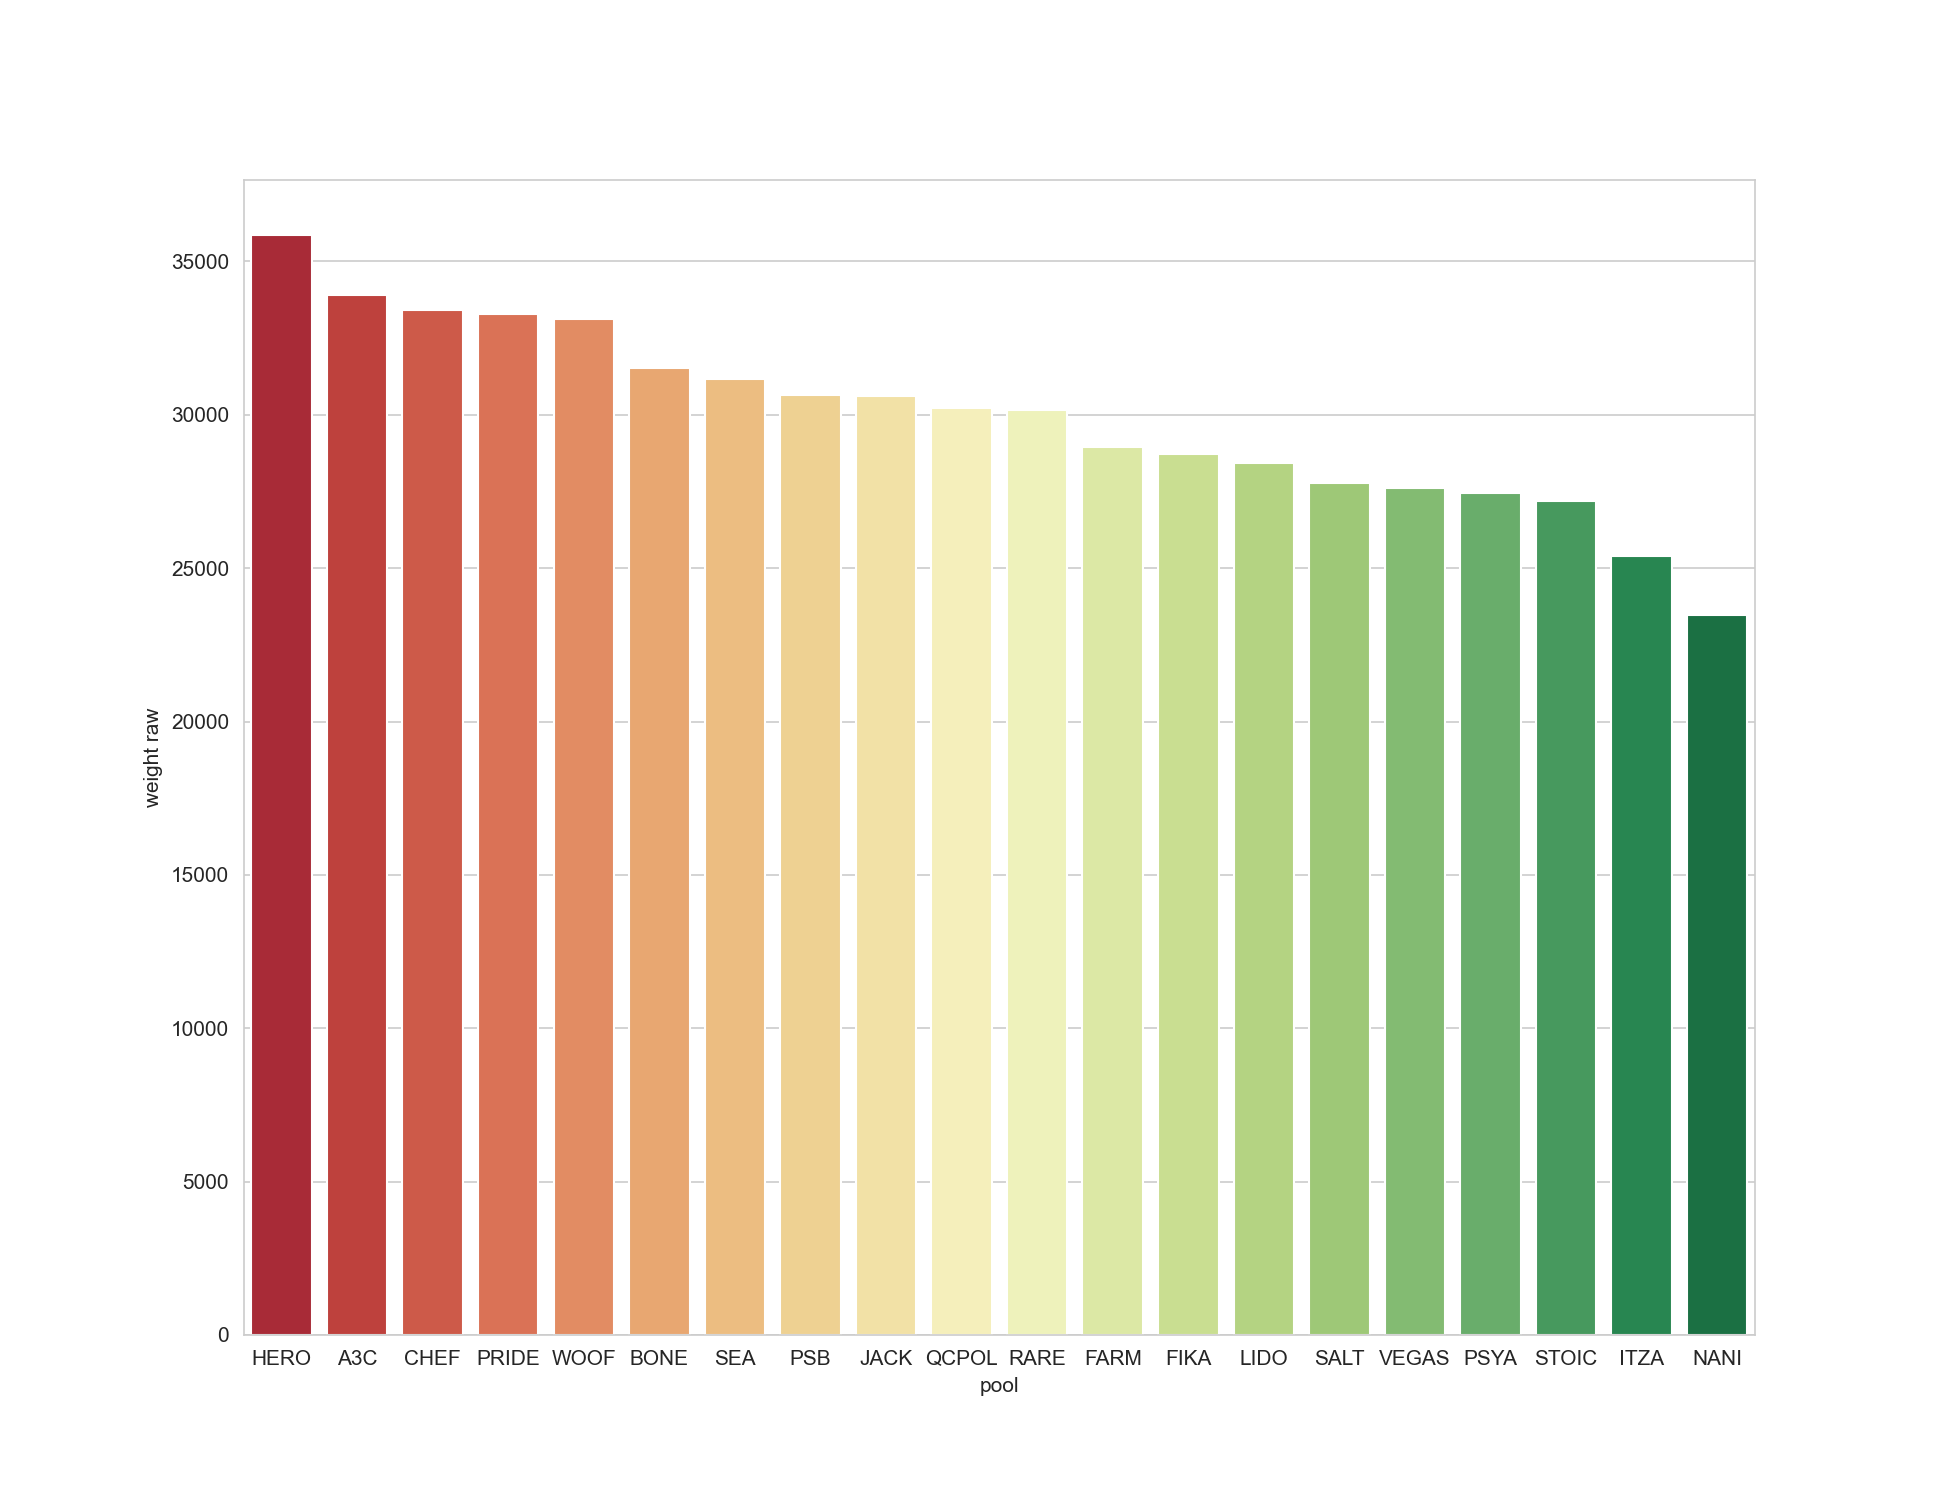 35000
30000
25000
20000
15000
10000
5000
0
weight raw
HERO A3C CHEF PRIDE WOOF BONE SEA PSB JACK QCPOL RARE FARM FIKA LIDO SALT VEGAS PSYA STOIC ITZA NANI
pool